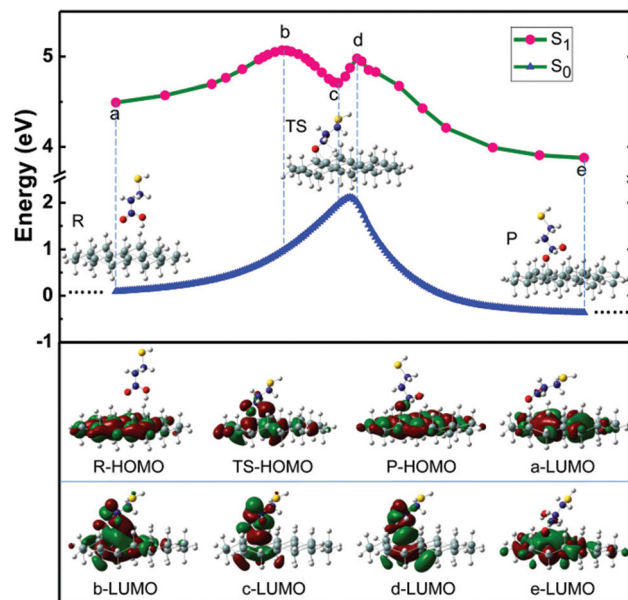 b
d
S1
S0
5
a
c
4
TS
Energy (eV)
2
R
1
P
e
0
-1
R-HOMO TS-HOMO P-HOMO a-LUMO
b-LUMO c-LUMO d-LUMO e-LUMO